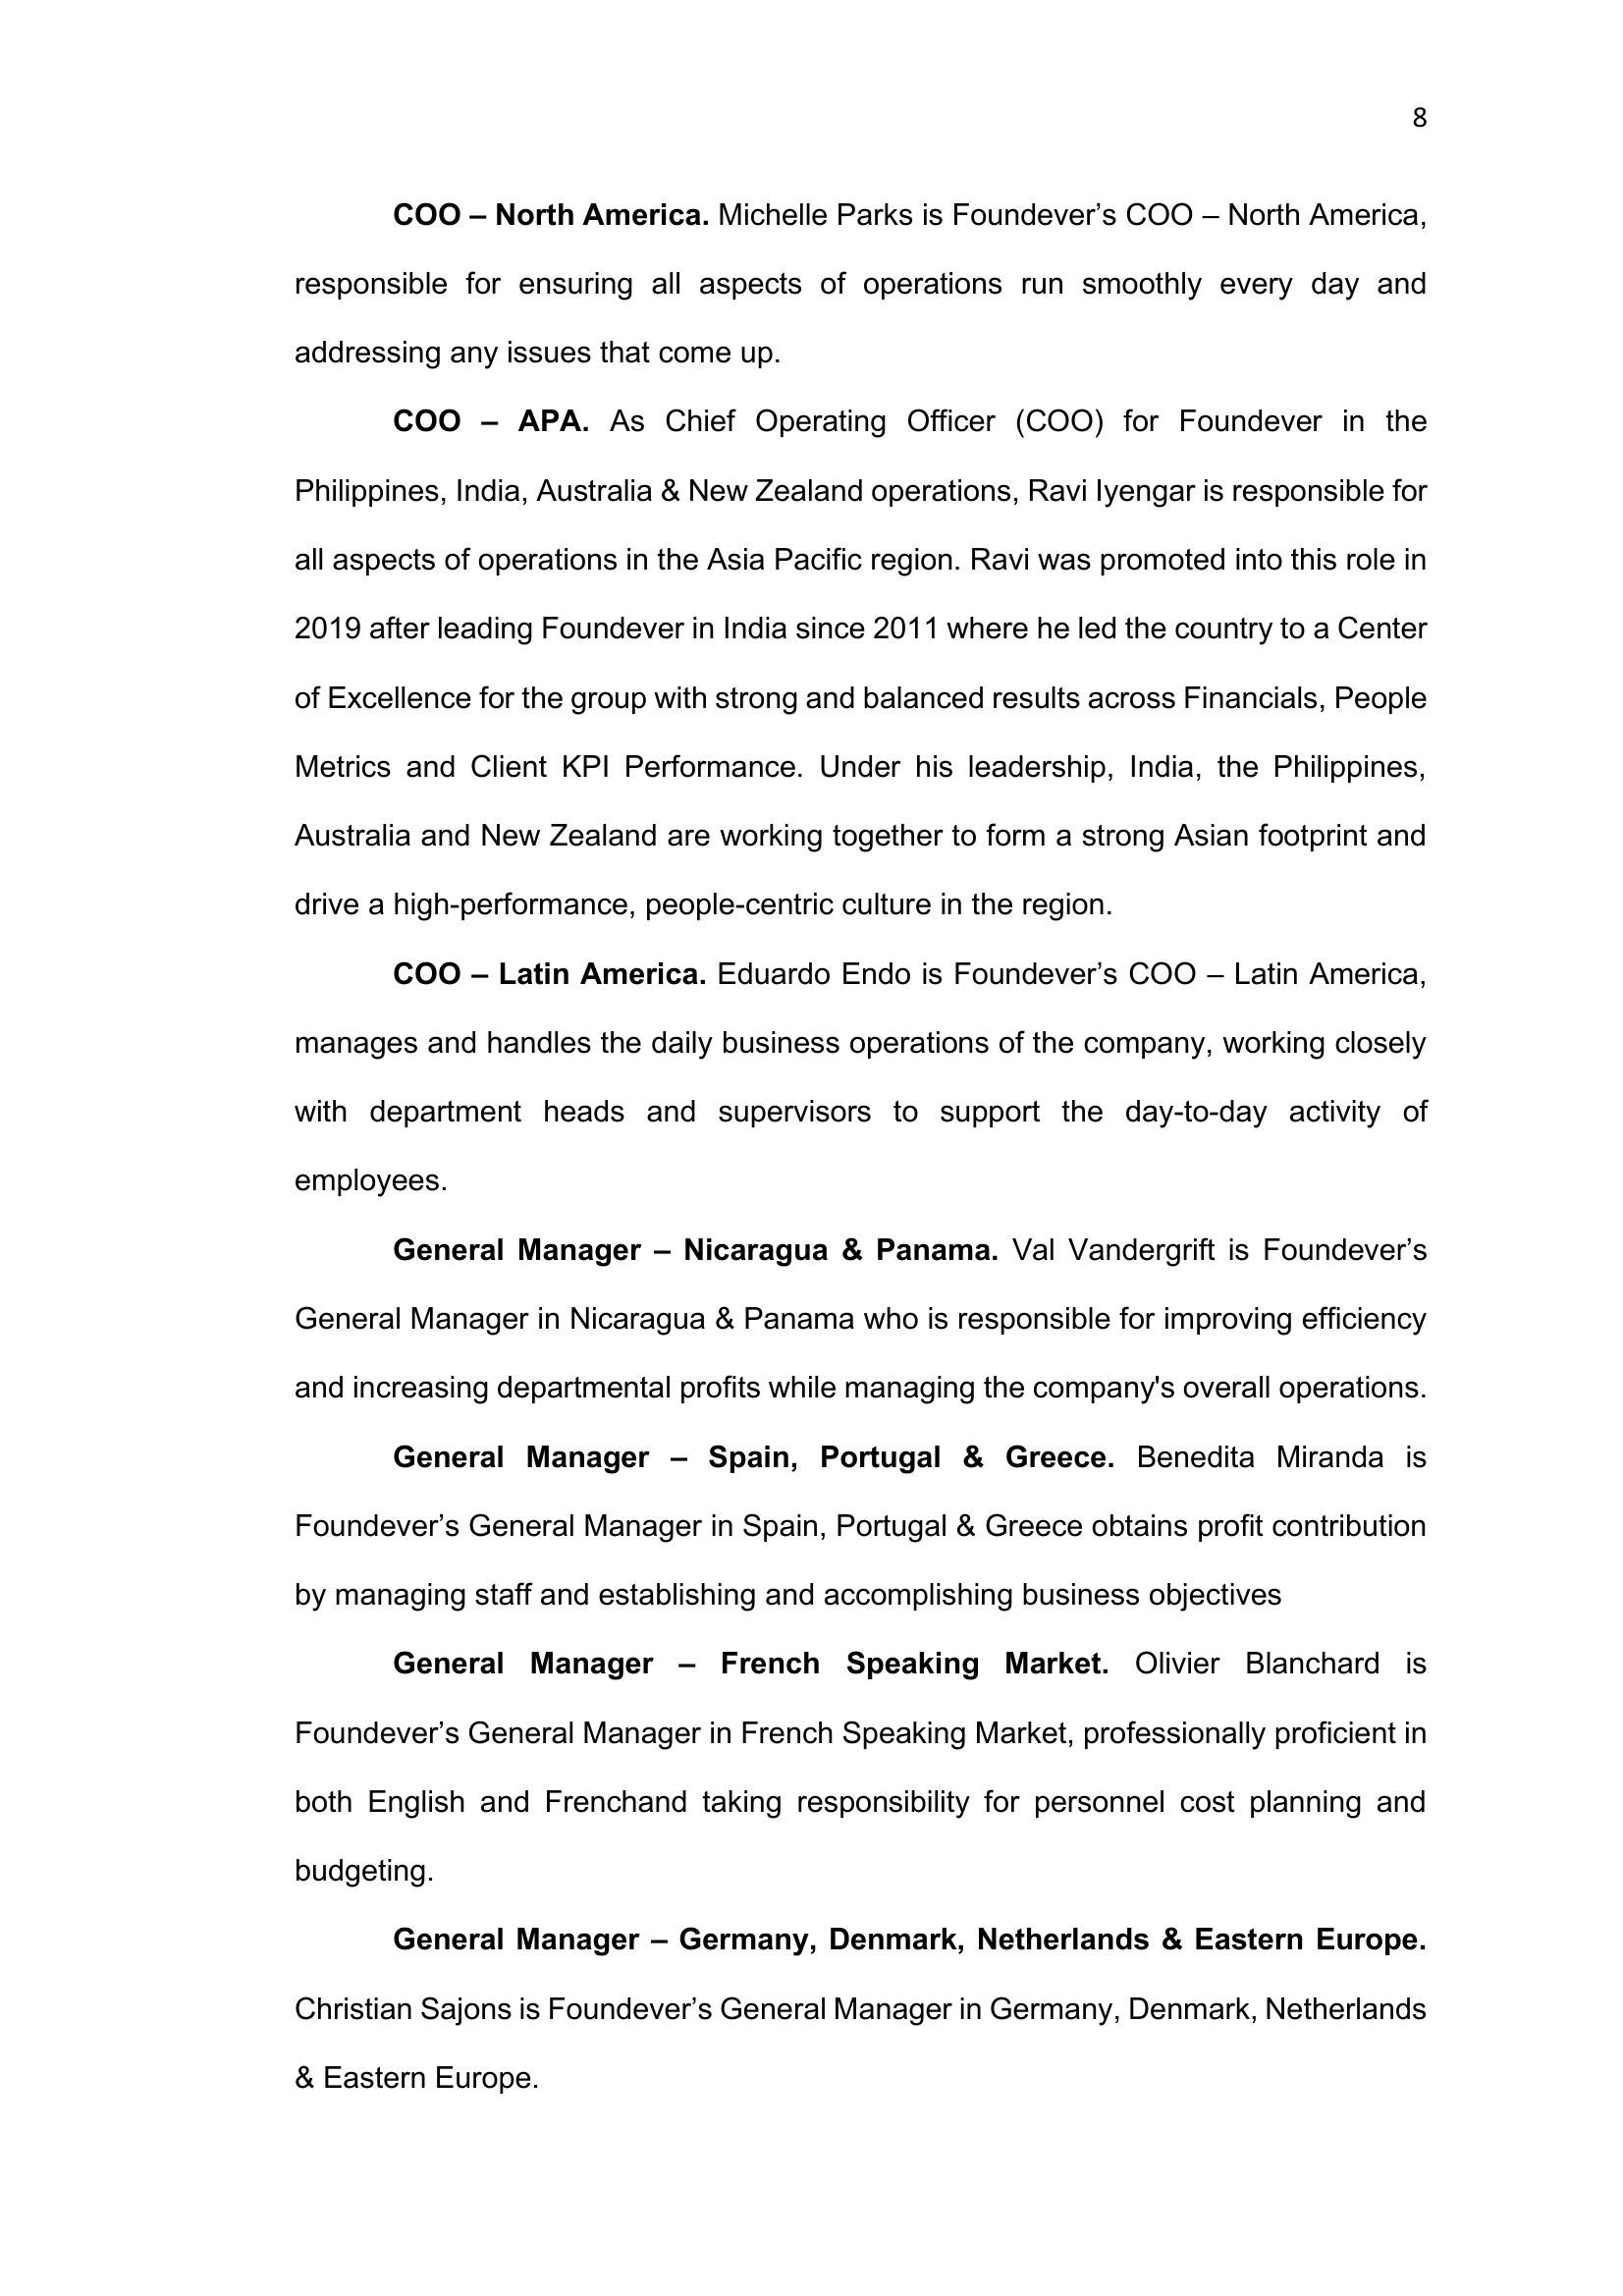 8
COO – North America. Michelle Parks is Foundever’s COO – North America,
responsible for ensuring all aspects of operations run smoothly every day and
addressing any issues that come up.
COO – APA. As Chief Operating Officer (COO) for Foundever in the
Philippines, India, Australia & New Zealand operations, Ravi Iyengar is responsible for
all aspects of operations in the Asia Pacific region. Ravi was promoted into this role in
2019 after leading Foundever in India since 2011 where he led the country to a Center
of Excellence for the group with strong and balanced results across Financials, People
Metrics and Client KPI Performance. Under his leadership, India, the Philippines,
Australia and New Zealand are working together to form a strong Asian footprint and
drive a high-performance, people-centric culture in the region.
COO – Latin America. Eduardo Endo is Foundever’s COO – Latin America,
manages and handles the daily business operations of the company, working closely
with department heads and supervisors to support the day-to-day activity of
employees.
General Manager – Nicaragua & Panama. Val Vandergrift is Foundever’s
General Manager in Nicaragua & Panama who is responsible for improving efficiency
and increasing departmental profits while managing the company's overall operations.
General Manager – Spain, Portugal & Greece. Benedita Miranda is
Foundever’s General Manager in Spain, Portugal & Greece obtains profit contribution
by managing staff and establishing and accomplishing business objectives
General Manager – French Speaking Market. Olivier Blanchard is
Foundever’s General Manager in French Speaking Market, professionally proficient in
both English and Frenchand taking responsibility for personnel cost planning and
budgeting.
General Manager – Germany, Denmark, Netherlands & Eastern Europe.
Christian Sajons is Foundever’s General Manager in Germany, Denmark, Netherlands
& Eastern Europe.